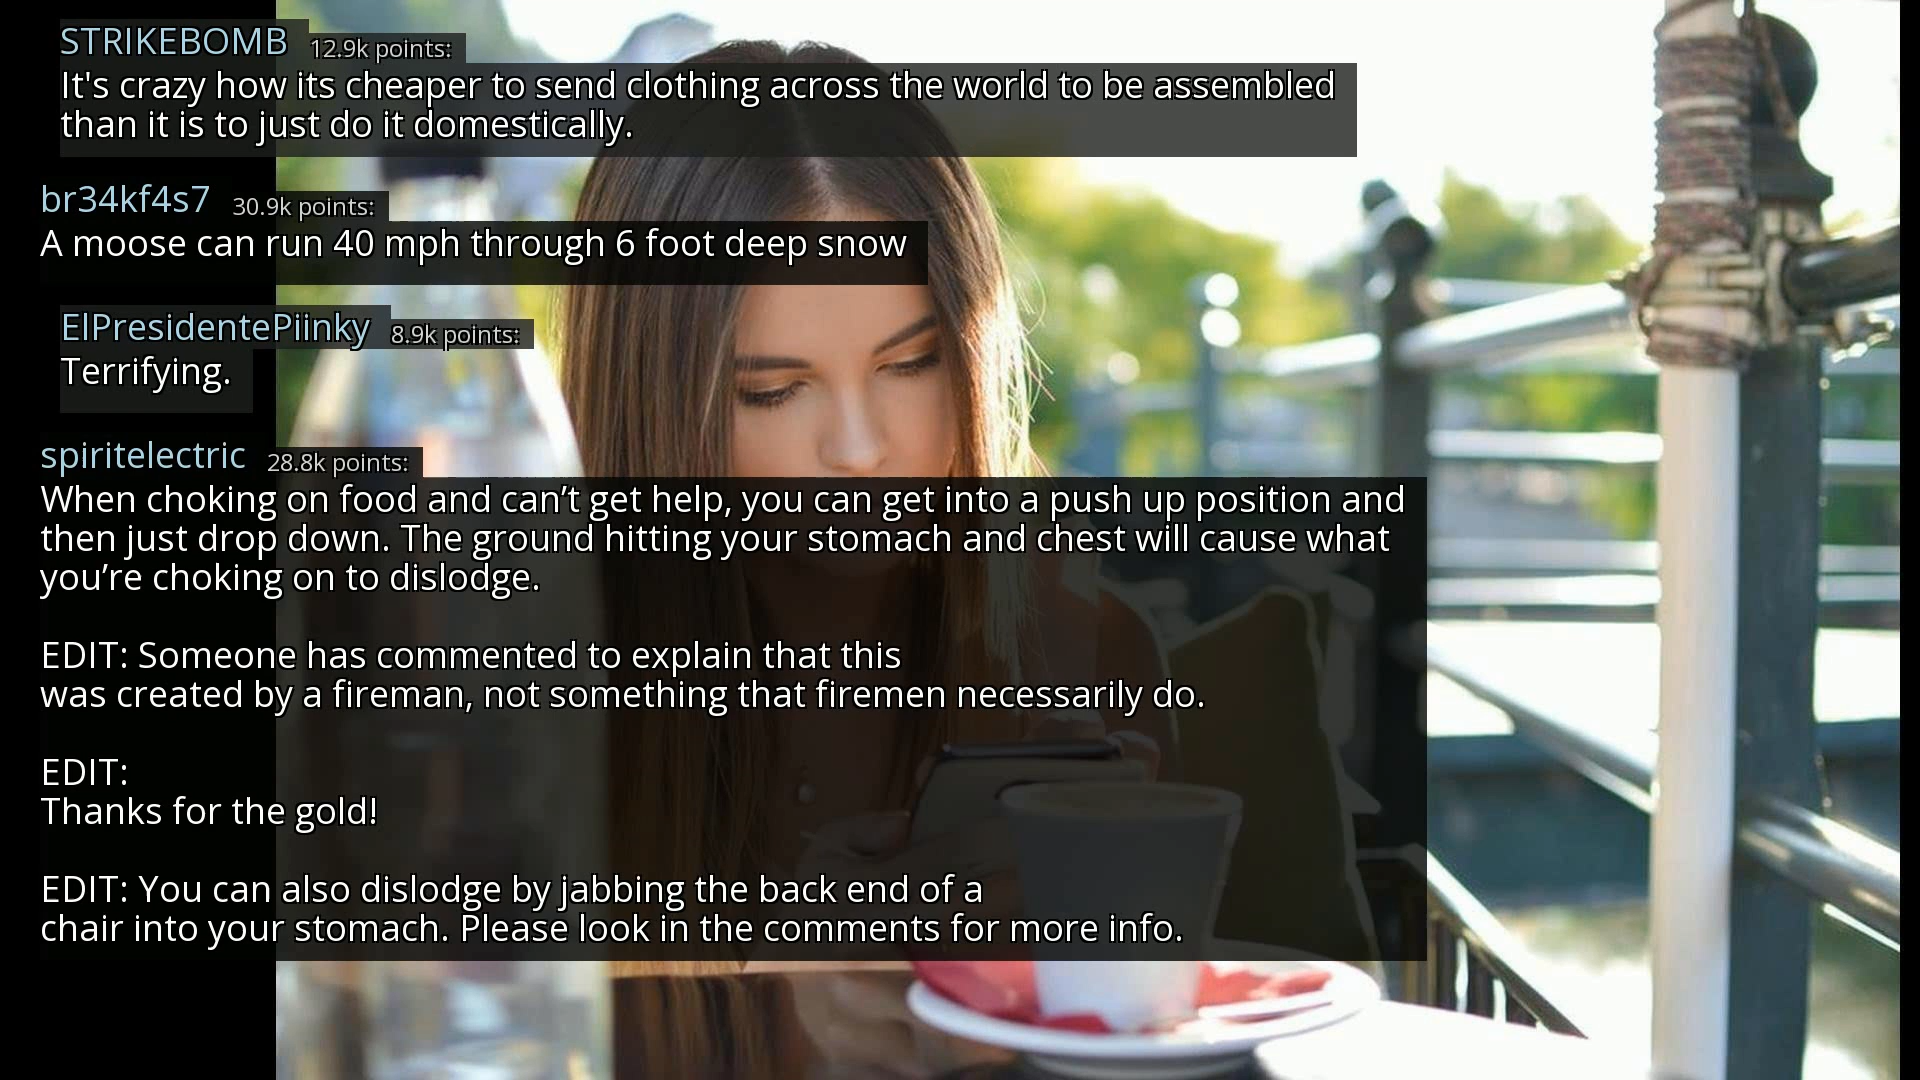 STRIKEBOMB 12.9k points:
It's crazy how its cheaper to send clothing across the world to be assembled
than it is to just do it domestically.
br34kf4s7 30.9k points:
A moose can run 40 mph through 6 foot deep snow
ElPresidentePiinky 8.9k points:
Terrifying.
spiritelectric 28.8k points:
When choking on food and can’t get help, you can get into a push up position and
then just drop down. The ground hitting your stomach and chest will cause what
you’re choking on to dislodge.
EDIT: Someone has commented to explain that this
was created by a fireman, not something that firemen necessarily do.
EDIT:
Thanks for the gold!
EDIT: You can also dislodge by jabbing the back end of a
chair into your stomach. Please look in the comments for more info.